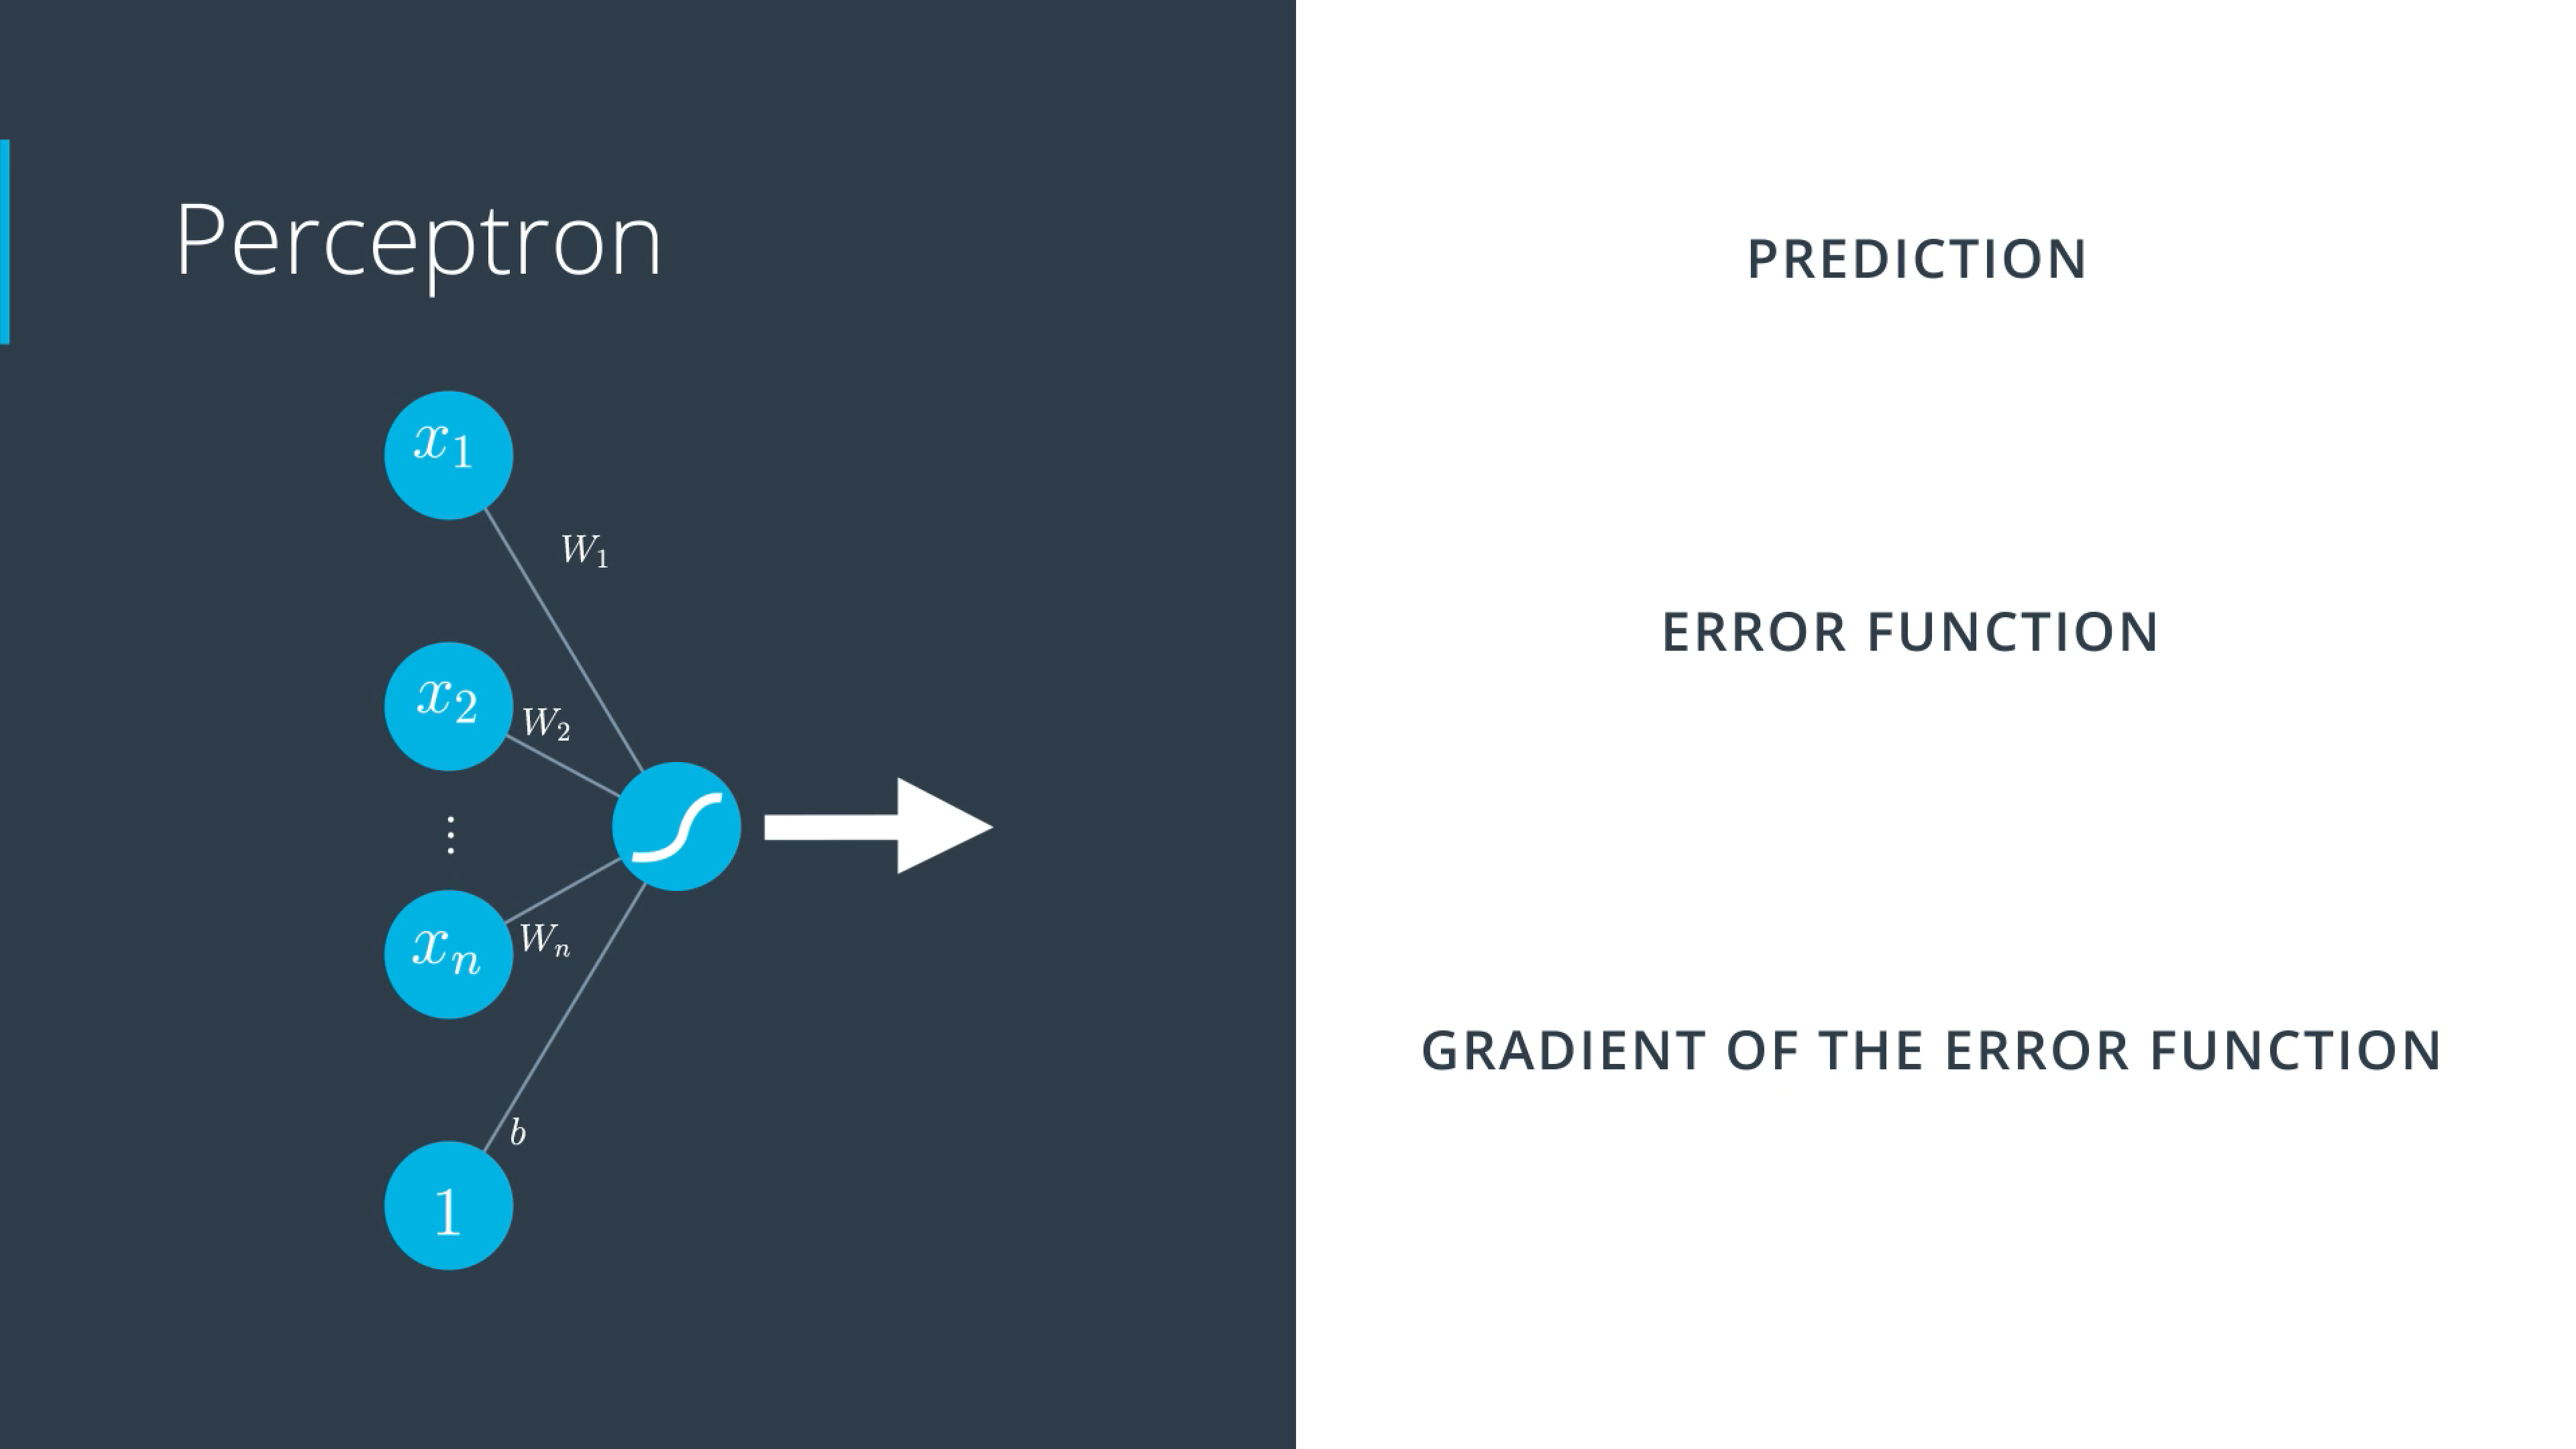 Perceptron
x1
W1
x2
W2
⋮
xn
Wn
b
1
PREDICTION
ERROR FUNCTION
GRADIENT OF THE ERROR FUNCTION